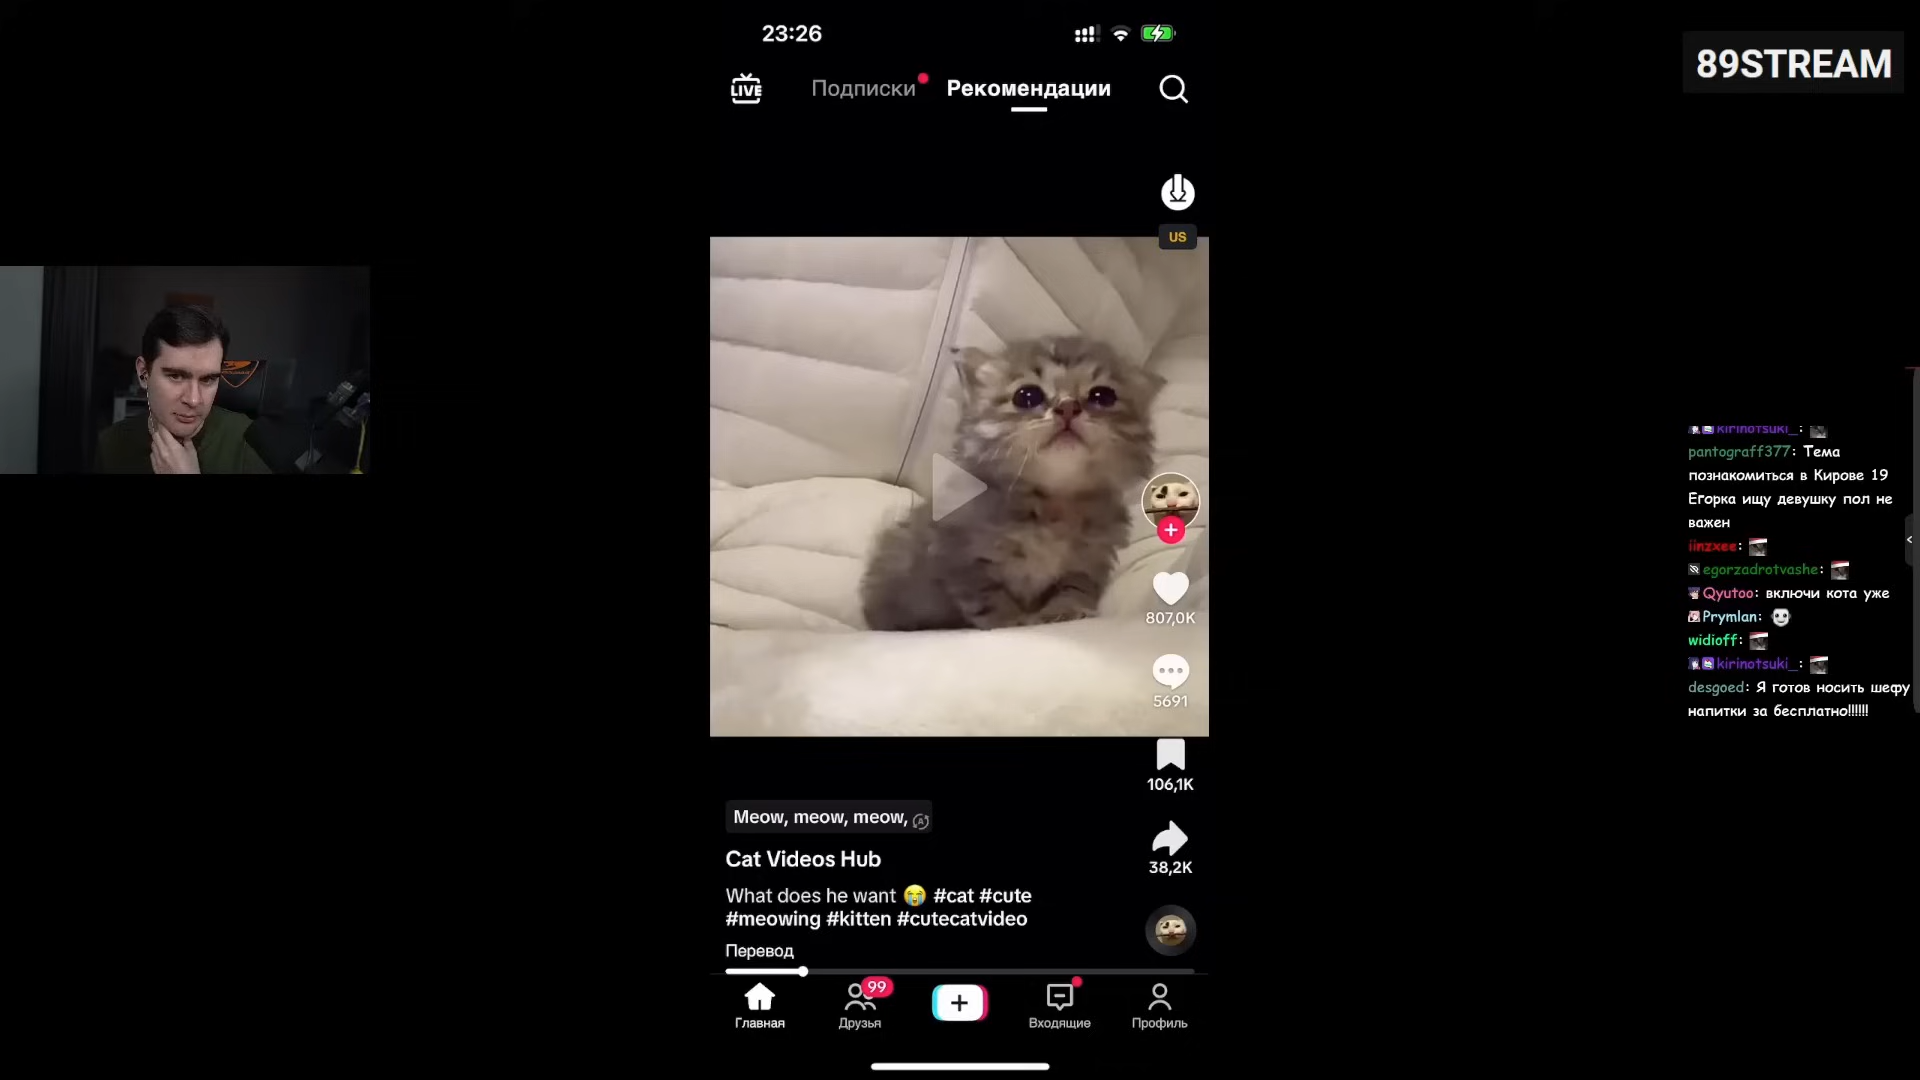 23:26
LIVE
Подписки
Рекомендации
89STREAM
US
807,0K
5691
106,1K
38,2K
Meow, meow, meow,
Cat Videos Hub
What does he want 😭 #cat #cute
#meowing #kitten #cutecatvideo
Перевод
Главная
99
Друзья
Входящие
Профиль
kirinotsuki_:
pantograff377: Тема
познакомиться в Кирове 19
Егорка ищу девушку пол не
важен
iinzxee:
egorzadrotvashe:
Qyutoo: включи кота уже
Prymlan:
widioff:
kirinotsuki_:
desgoed: Я готов носить шефу
напитки за бесплатно!!!!!!